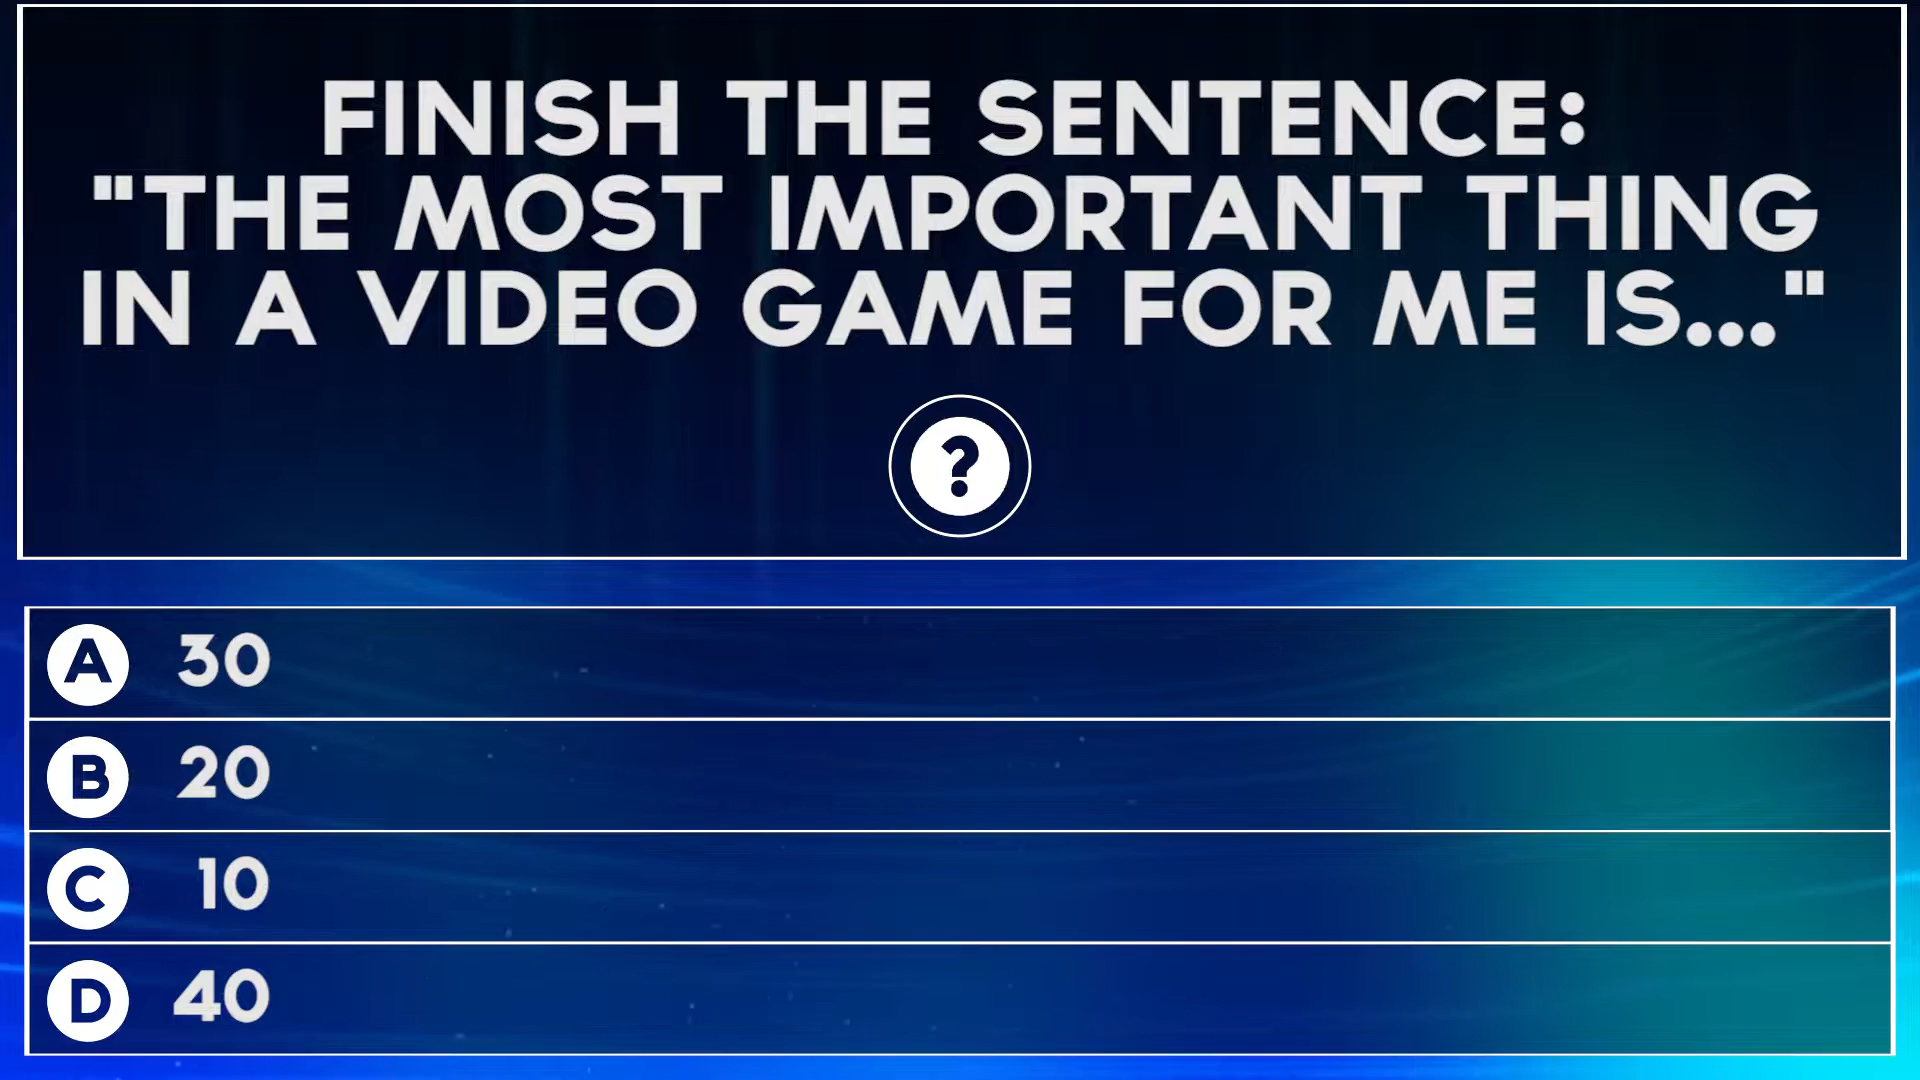 FINISH THE SENTENCE:
"THE MOST IMPORTANT THING
IN A VIDEO GAME FOR ME IS..."
?
A 30
B 20
C 10
D 40